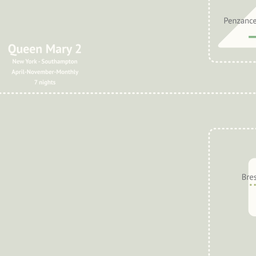 Penzance
Queen Mary 2
New York - Southampton
April-November-Monthly
7 nights
Bres